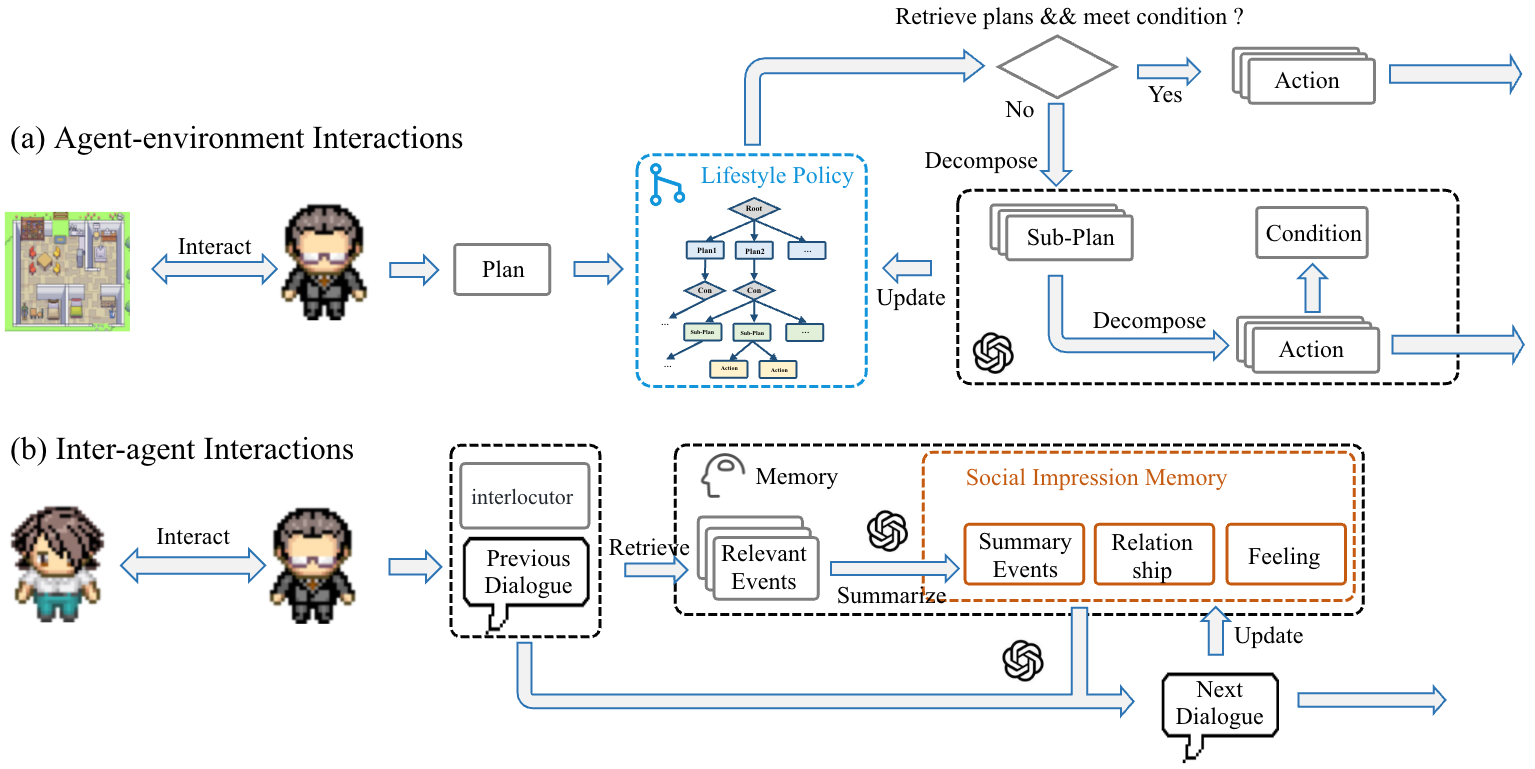 Retrieve plans && meet condition ?
Action
Yes
No
(a) Agent-environment Interactions
Decompose
Lifestyle Policy
Root
Plan1
Plan2
...
Con
Con
...
Sub-Plan
Sub-Plan
...
...
Action
Action
Interact
Plan
Update
Sub-Plan
Condition
Decompose
Action
(b) Inter-agent Interactions
Interact
interlocutor
Previous
Dialogue
Retrieve
Memory
Relevant
Events
Summarize
Social Impression Memory
Summary
Events
Relation
ship
Feeling
Update
Next
Dialogue